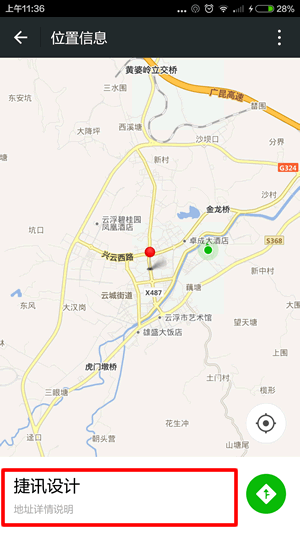 上午11:36
28%
位置信息
黄婆岭立交桥
东安坑
三水围
广昆高速
大降坪
西溪塘
沙坝口
分界
新村
G324
云浮碧桂园
凤凰酒店
金龙桥
沙村
坑口
兴云西路
卓成大酒店
S368
新中村
云城街道
X487
藕塘
东风
大汉岗
云浮市艺术馆
望天塘
雄盛大饭店
上围
虎门墩桥
土门村
三眼塘
榄形
花生冲
迳口
朝头营
山塘尾
捷讯设计
地址详情说明